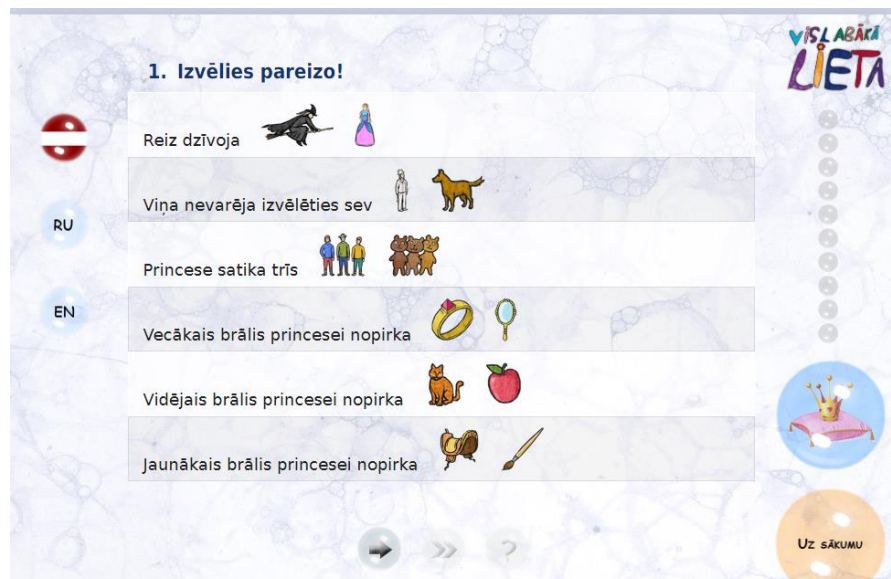 VISLABĀKĀ
LIETA
1. Izvēlies pareizo!
Reiz dzīvoja
Viņa nevarēja izvēlēties sev
RU
Princese satika trīs
EN
Vecākais brālis princesei nopirka
Vidējais brālis princesei nopirka
Jaunākais brālis princesei nopirka
?
UZ SĀKUMU